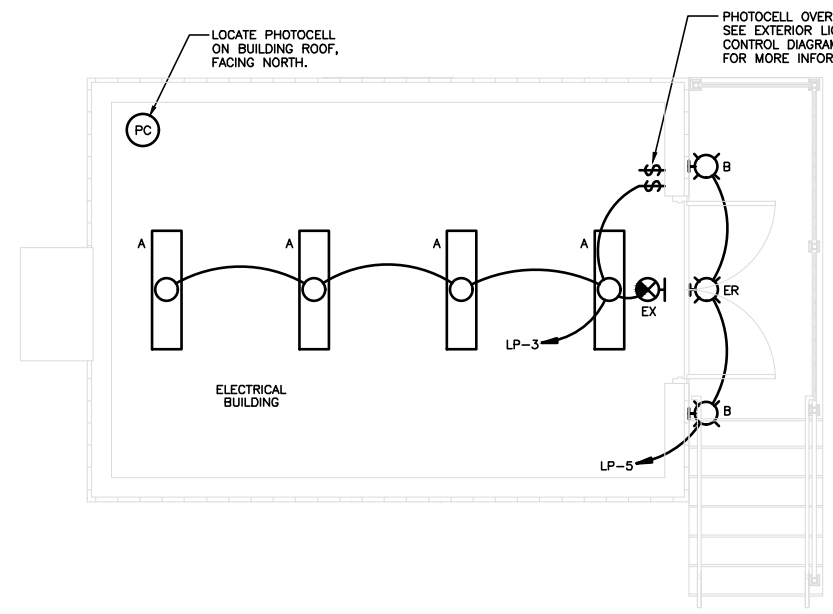 LOCATE PHOTOCELL
ON BUILDING ROOF,
FACING NORTH.
PHOTOCELL OVER
SEE EXTERIOR LIG
CONTROL DIAGRAM
FOR MORE INFOR
PC
$
$
B
A
A
A
A
ER
EX
LP-3
ELECTRICAL
BUILDING
B
LP-5